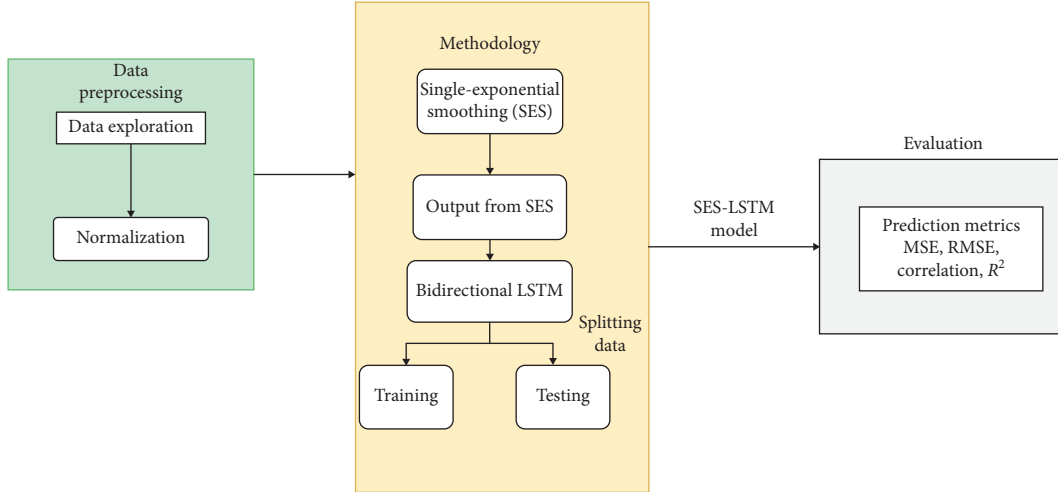 Data
preprocessing
Data exploration
Normalization
Methodology
Single-exponential
smoothing (SES)
Output from SES
Bidirectional LSTM
Splitting
data
Training
Testing
SES-LSTM
model
Evaluation
Prediction metrics
MSE, RMSE,
correlation, R²